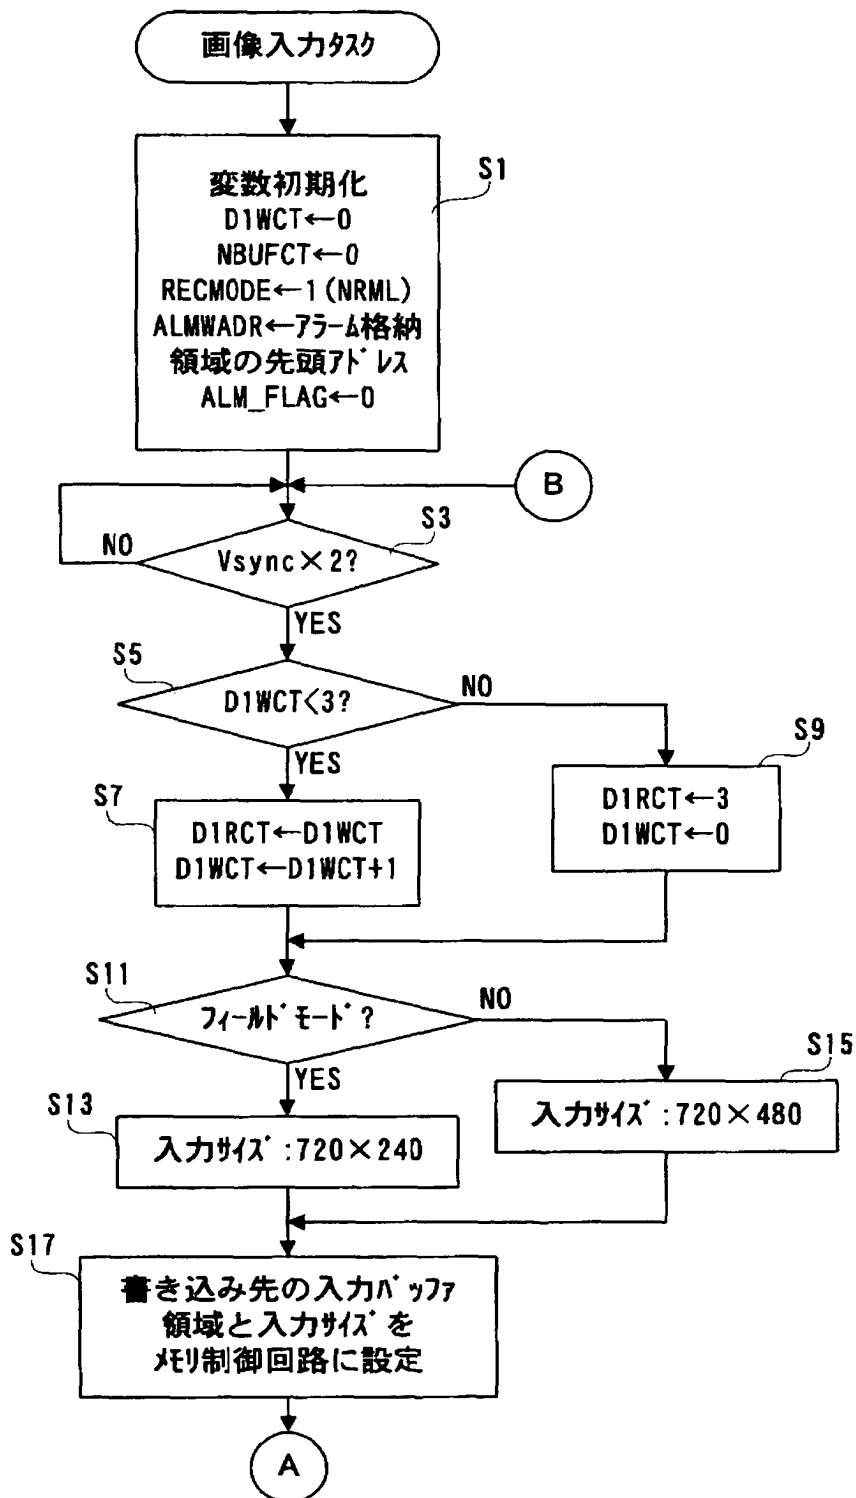 画像入力ﾀｽｸ
S1
変数初期化
D1WCT←0
NBUFCT←0
RECMODE←1(NRML)
ALMWADR←ｱﾗｰﾑ格納
領域の先頭ｱﾄﾞﾚｽ
ALM_FLAG←0
B
S3
NO
Vsync×2?
YES
S5
D1WCT<3?
NO
YES
S9
D1RCT←3
D1WCT←0
S7
D1RCT←D1WCT
D1WCT←D1WCT+1
S11
ﾌｨｰﾙﾄﾞﾓｰﾄﾞ?
NO
YES
S15
入力ｻｲｽﾞ:720×480
S13
入力ｻｲｽﾞ:720×240
S17
書き込み先の入力ﾊﾞｯﾌｧ
領域と入力ｻｲｽﾞを
ﾒﾓﾘ制御回路に設定
A